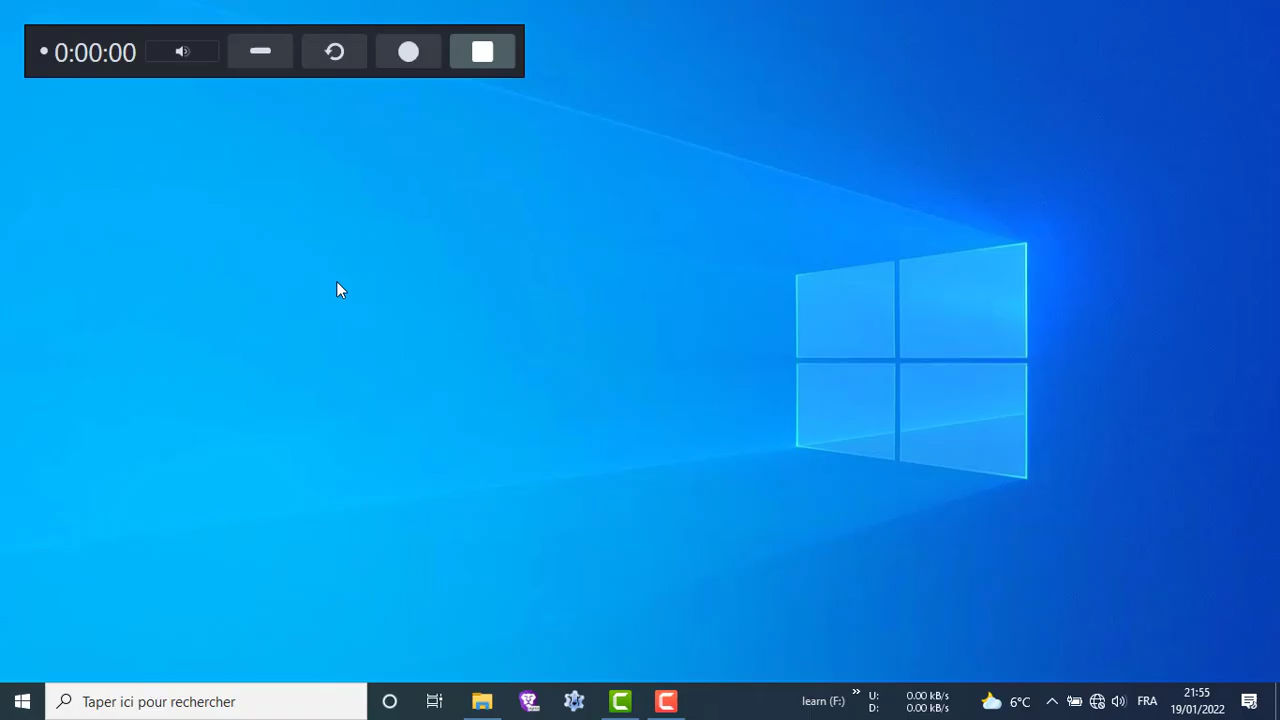 0:00:00
Taper ici pour rechercher
learn (F:)
U: 0.00 kB/s
D: 0.00 kB/s
6°C
FRA
21:55
19/01/2022